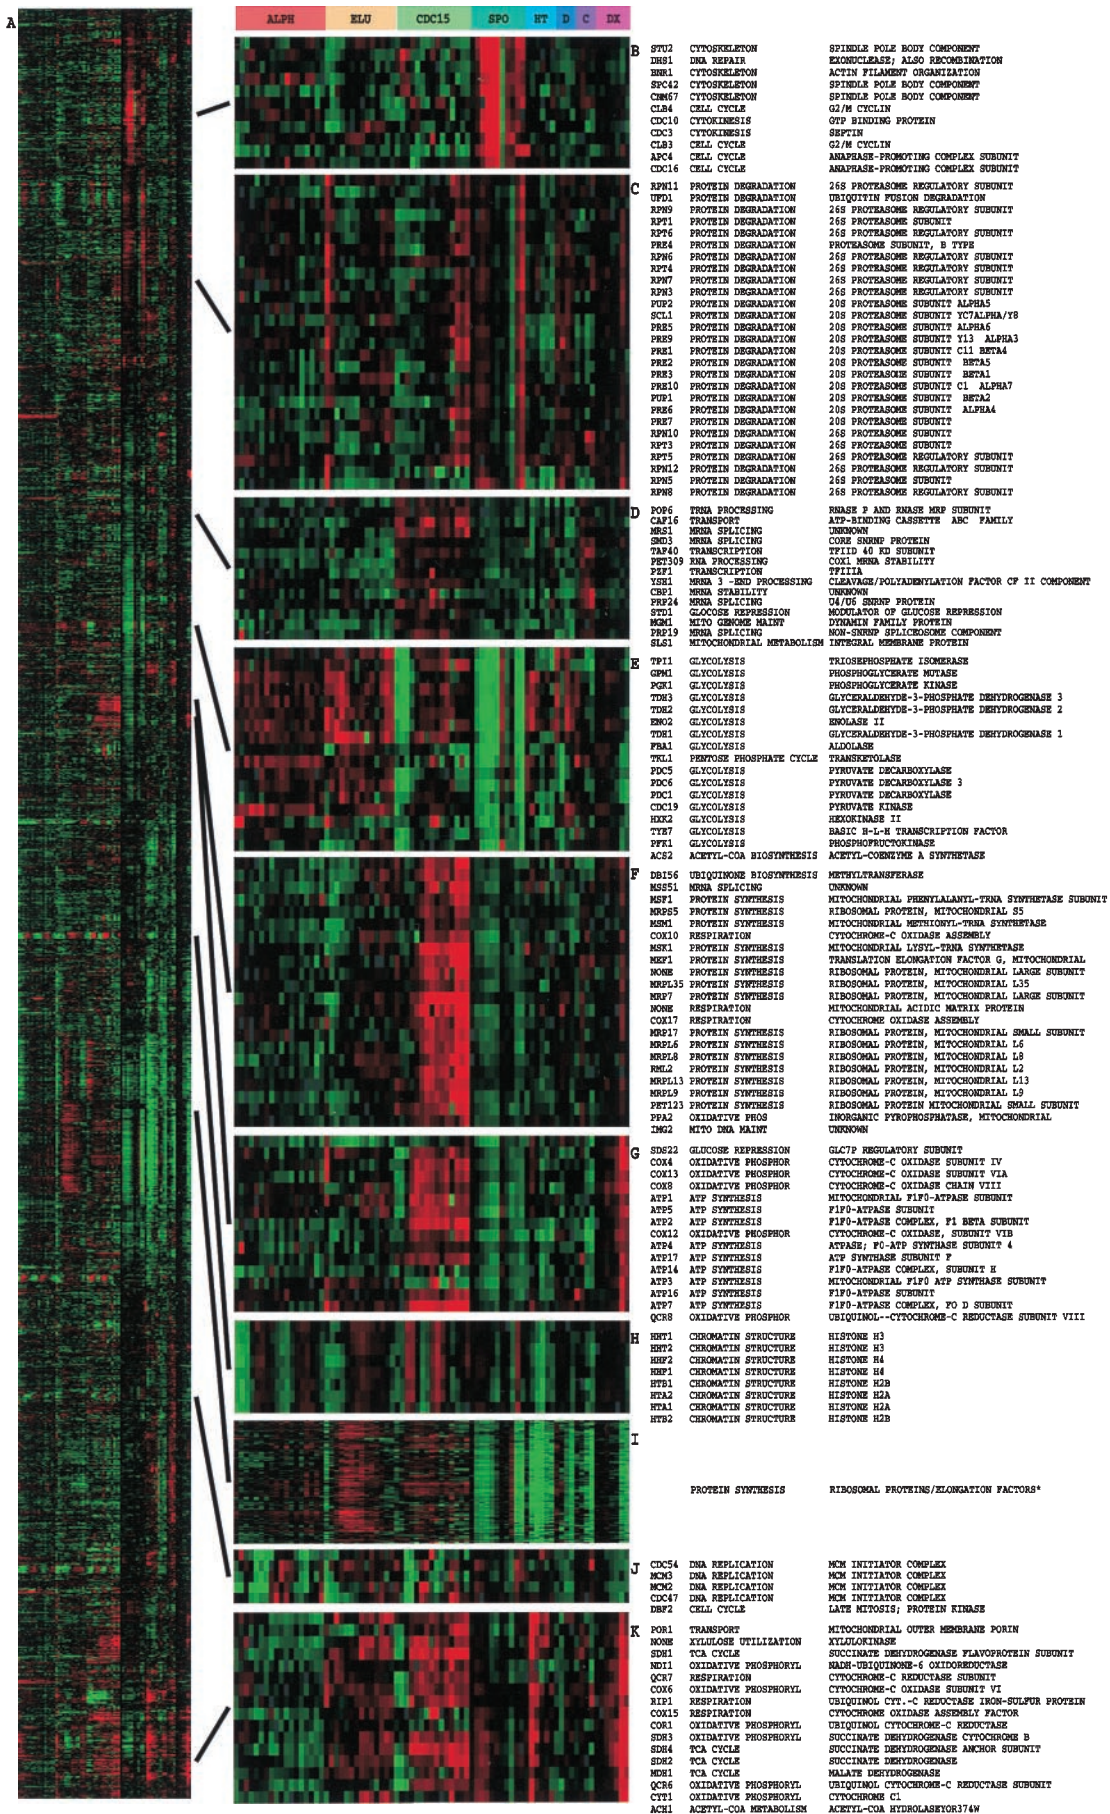 A
ALPH ELU CDC15 SPO HT D C DX
B
STU2 CYTOSKELETON SPINDLE POLE BODY COMPONENT
DHS1 DNA REPAIR EXONUCLEASE; ALSO RECOMBINATION
BNR1 CYTOSKELETON ACTIN FILAMENT ORGANIZATION
SPC42 CYTOSKELETON SPINDLE POLE BODY COMPONENT
CNM67 CYTOSKELETON SPINDLE POLE BODY COMPONENT
CLB4 CELL CYCLE G2/M CYCLIN
CDC10 CYTOKINESIS GTP BINDING PROTEIN
CDC3 CYTOKINESIS SEPTIN
CLB3 CELL CYCLE G2/M CYCLIN
APC4 CELL CYCLE ANAPHASE-PROMOTING COMPLEX SUBUNIT
CDC16 CELL CYCLE ANAPHASE-PROMOTING COMPLEX SUBUNIT
C
RPN11 PROTEIN DEGRADATION 26S PROTEASOME REGULATORY SUBUNIT
UFD1 PROTEIN DEGRADATION UBIQUITIN FUSION DEGRADATION
RPN9 PROTEIN DEGRADATION 26S PROTEASOME REGULATORY SUBUNIT
RPT1 PROTEIN DEGRADATION 26S PROTEASOME SUBUNIT
RPT6 PROTEIN DEGRADATION 26S PROTEASOME REGULATORY SUBUNIT
PRE4 PROTEIN DEGRADATION PROTEASOME SUBUNIT, B TYPE
RPN6 PROTEIN DEGRADATION 26S PROTEASOME REGULATORY SUBUNIT
RPT4 PROTEIN DEGRADATION 26S PROTEASOME REGULATORY SUBUNIT
RPN7 PROTEIN DEGRADATION 26S PROTEASOME REGULATORY SUBUNIT
RPN3 PROTEIN DEGRADATION 26S PROTEASOME REGULATORY SUBUNIT
PUP2 PROTEIN DEGRADATION 20S PROTEASOME SUBUNIT ALPHA5
SCL1 PROTEIN DEGRADATION 20S PROTEASOME SUBUNIT YC7ALPHA/Y8
PRE5 PROTEIN DEGRADATION 20S PROTEASOME SUBUNIT ALPHA6
PRE9 PROTEIN DEGRADATION 20S PROTEASOME SUBUNIT Y13 ALPHA3
PRE1 PROTEIN DEGRADATION 20S PROTEASOME SUBUNIT C11 BETA4
PRE2 PROTEIN DEGRADATION 20S PROTEASOME SUBUNIT BETA5
PRE3 PROTEIN DEGRADATION 20S PROTEASOME SUBUNIT BETA1
PRE10 PROTEIN DEGRADATION 20S PROTEASOME SUBUNIT C1 ALPHA7
PUP1 PROTEIN DEGRADATION 20S PROTEASOME SUBUNIT BETA2
PRE6 PROTEIN DEGRADATION 20S PROTEASOME SUBUNIT ALPHA4
PRE7 PROTEIN DEGRADATION 20S PROTEASOME SUBUNIT
RPN10 PROTEIN DEGRADATION 26S PROTEASOME SUBUNIT
RPT3 PROTEIN DEGRADATION 26S PROTEASOME SUBUNIT
RPT5 PROTEIN DEGRADATION 26S PROTEASOME REGULATORY SUBUNIT
RPN12 PROTEIN DEGRADATION 26S PROTEASOME REGULATORY SUBUNIT
RPN5 PROTEIN DEGRADATION 26S PROTEASOME SUBUNIT
RPN8 PROTEIN DEGRADATION 26S PROTEASOME REGULATORY SUBUNIT
D
POP6 TRNA PROCESSING RNASE P AND RNASE MRP SUBUNIT
CAF16 TRANSPORT ATP-BINDING CASSETTE ABC FAMILY
MRS1 MRNA SPLICING UNKNOWN
SMD3 MRNA SPLICING CORE SNRNP PROTEIN
TAF40 TRANSCRIPTION TFIID 40 KD SUBUNIT
PET309 RNA PROCESSING COX1 MRNA STABILITY
PZF1 TRANSCRIPTION TFIIIA
YSH1 MRNA 3 -END PROCESSING CLEAVAGE/POLYADENYLATION FACTOR CF II COMPONENT
CBP1 MRNA STABILITY UNKNOWN
PRP24 MRNA SPLICING U4/U6 SNRNP PROTEIN
STD1 GLOCOSE REPRESSION MODULATOR OF GLUCOSE REPRESSION
MGM1 MITO GENOME MAINT DYNAMIN FAMILY PROTEIN
PRP19 MRNA SPLICING NON-SNRNP SPLICEOSOME COMPONENT
SLS1 MITOCHONDRIAL METABOLISM INTEGRAL MEMBRANE PROTEIN
E
TPI1 GLYCOLYSIS TRIOSEPHOSPHATE ISOMERASE
GPM1 GLYCOLYSIS PHOSPHOGLYCERATE MUTASE
PGK1 GLYCOLYSIS PHOSPHOGLYCERATE KINASE
TDH3 GLYCOLYSIS GLYCERALDEHYDE-3-PHOSPHATE DEHYDROGENASE 3
TDH2 GLYCOLYSIS GLYCERALDEHYDE-3-PHOSPHATE DEHYDROGENASE 2
ENO2 GLYCOLYSIS ENOLASE II
TDH1 GLYCOLYSIS GLYCERALDEHYDE-3-PHOSPHATE DEHYDROGENASE 1
FBA1 GLYCOLYSIS ALDOLASE
TKL1 PENTOSE PHOSPHATE CYCLE TRANSKETOLASE
PDC5 GLYCOLYSIS PYRUVATE DECARBOXYLASE
PDC6 GLYCOLYSIS PYRUVATE DECARBOXYLASE 3
PDC1 GLYCOLYSIS PYRUVATE DECARBOXYLASE
CDC19 GLYCOLYSIS PYRUVATE KINASE
HXK2 GLYCOLYSIS HEXOKINASE II
TYE7 GLYCOLYSIS BASIC H-L-H TRANSCRIPTION FACTOR
PFK1 GLYCOLYSIS PHOSPHOFRUCTOKINASE
ACS2 ACETYL-COA BIOSYNTHESIS ACETYL-COENZYME A SYNTHETASE
F
DBI56 UBIQUINONE BIOSYNTHESIS METHYLTRANSFERASE
MSS51 MRNA SPLICING UNKNOWN
MSF1 PROTEIN SYNTHESIS MITOCHONDRIAL PHENYLALANYL-TRNA SYNTHETASE SUBUNIT
MRPS5 PROTEIN SYNTHESIS RIBOSOMAL PROTEIN, MITOCHONDRIAL S5
MSM1 PROTEIN SYNTHESIS MITOCHONDRIAL METHIONYL-TRNA SYNTHETASE
COX10 RESPIRATION CYTOCHROME-C OXIDASE ASSEMBLY
MSK1 PROTEIN SYNTHESIS MITOCHONDRIAL LYSYL-TRNA SYNTHETASE
MEF1 PROTEIN SYNTHESIS TRANSLATION ELONGATION FACTOR G, MITOCHONDRIAL
NONE PROTEIN SYNTHESIS RIBOSOMAL PROTEIN, MITOCHONDRIAL LARGE SUBUNIT
MRPL35 PROTEIN SYNTHESIS RIBOSOMAL PROTEIN, MITOCHONDRIAL L35
MRP7 PROTEIN SYNTHESIS RIBOSOMAL PROTEIN, MITOCHONDRIAL LARGE SUBUNIT
NONE RESPIRATION MITOCHONDRIAL ACIDIC MATRIX PROTEIN
COX17 RESPIRATION CYTOCHROME OXIDASE ASSEMBLY
MRP17 PROTEIN SYNTHESIS RIBOSOMAL PROTEIN, MITOCHONDRIAL SMALL SUBUNIT
MRPL6 PROTEIN SYNTHESIS RIBOSOMAL PROTEIN, MITOCHONDRIAL L6
MRPL8 PROTEIN SYNTHESIS RIBOSOMAL PROTEIN, MITOCHONDRIAL L8
RML2 PROTEIN SYNTHESIS RIBOSOMAL PROTEIN, MITOCHONDRIAL L2
MRPL13 PROTEIN SYNTHESIS RIBOSOMAL PROTEIN, MITOCHONDRIAL L13
MRPL9 PROTEIN SYNTHESIS RIBOSOMAL PROTEIN, MITOCHONDRIAL L9
PET123 PROTEIN SYNTHESIS RIBOSOMAL PROTEIN MITOCHONDRIAL SMALL SUBUNIT
PPA2 OXIDATIVE PHOS INORGANIC PYROPHOSPHATASE, MITOCHONDRIAL
IMG2 MITO DNA MAINT UNKNOWN
G
SDS22 GLUCOSE REPRESSION GLC7P REGULATORY SUBUNIT
COX4 OXIDATIVE PHOSPHOR CYTOCHROME-C OXIDASE SUBUNIT IV
COX13 OXIDATIVE PHOSPHOR CYTOCHROME-C OXIDASE SUBUNIT VIA
COX8 OXIDATIVE PHOSPHOR CYTOCHROME-C OXIDASE CHAIN VIII
ATP1 ATP SYNTHESIS MITOCHONDRIAL F1F0-ATPASE SUBUNIT
ATP5 ATP SYNTHESIS F1F0-ATPASE SUBUNIT
ATP2 ATP SYNTHESIS F1F0-ATPASE COMPLEX, F1 BETA SUBUNIT
COX12 OXIDATIVE PHOSPHOR CYTOCHROME-C OXIDASE, SUBUNIT VIB
ATP4 ATP SYNTHESIS ATPASE; F0-ATP SYNTHASE SUBUNIT 4
ATP17 ATP SYNTHESIS ATP SYNTHASE SUBUNIT F
ATP14 ATP SYNTHESIS F1F0-ATPASE COMPLEX, SUBUNIT H
ATP3 ATP SYNTHESIS MITOCHONDRIAL F1F0 ATP SYNTHASE SUBUNIT
ATP16 ATP SYNTHESIS F1F0-ATPASE SUBUNIT
ATP7 ATP SYNTHESIS F1F0-ATPASE COMPLEX, FO D SUBUNIT
QCR8 OXIDATIVE PHOSPHOR UBIQUINOL--CYTOCHROME-C REDUCTASE SUBUNIT VIII
H
HHT1 CHROMATIN STRUCTURE HISTONE H3
HHT2 CHROMATIN STRUCTURE HISTONE H3
HHF2 CHROMATIN STRUCTURE HISTONE H4
HHF1 CHROMATIN STRUCTURE HISTONE H4
HTB1 CHROMATIN STRUCTURE HISTONE H2B
HTA2 CHROMATIN STRUCTURE HISTONE H2A
HTA1 CHROMATIN STRUCTURE HISTONE H2A
HTB2 CHROMATIN STRUCTURE HISTONE H2B
I
PROTEIN SYNTHESIS RIBOSOMAL PROTEINS/ELONGATION FACTORS*
J
CDC54 DNA REPLICATION MCM INITIATOR COMPLEX
MCM3 DNA REPLICATION MCM INITIATOR COMPLEX
MCM2 DNA REPLICATION MCM INITIATOR COMPLEX
CDC47 DNA REPLICATION MCM INITIATOR COMPLEX
DBF2 CELL CYCLE LATE MITOSIS; PROTEIN KINASE
K
POR1 TRANSPORT MITOCHONDRIAL OUTER MEMBRANE PORIN
NONE XYLULOSE UTILIZATION XYLULOKINASE
SDH1 TCA CYCLE SUCCINATE DEHYDROGENASE FLAVOPROTEIN SUBUNIT
NDI1 OXIDATIVE PHOSPHORYL NADH-UBIQUINONE-6 OXIDOREDUCTASE
QCR7 RESPIRATION CYTOCHROME-C REDUCTASE SUBUNIT
COX6 OXIDATIVE PHOSPHORYL CYTOCHROME-C OXIDASE SUBUNIT VI
RIP1 RESPIRATION UBIQUINOL CYT.-C REDUCTASE IRON-SULFUR PROTEIN
COX15 RESPIRATION CYTOCHROME OXIDASE ASSEMBLY FACTOR
COR1 OXIDATIVE PHOSPHORYL UBIQUINOL CYTOCHROME-C REDUCTASE
SDH3 OXIDATIVE PHOSPHORYL SUCCINATE DEHYDROGENASE CYTOCHROME B
SDH4 TCA CYCLE SUCCINATE DEHYDROGENASE ANCHOR SUBUNIT
SDH2 TCA CYCLE SUCCINATE DEHYDROGENASE
MDH1 TCA CYCLE MALATE DEHYDROGENASE
QCR6 OXIDATIVE PHOSPHORYL UBIQUINOL CYTOCHROME-C REDUCTASE SUBUNIT
CYT1 OXIDATIVE PHOSPHORYL CYTOCHROME C1
ACH1 ACETYL-COA METABOLISM ACETYL-COA HYDROLASEYOR374W